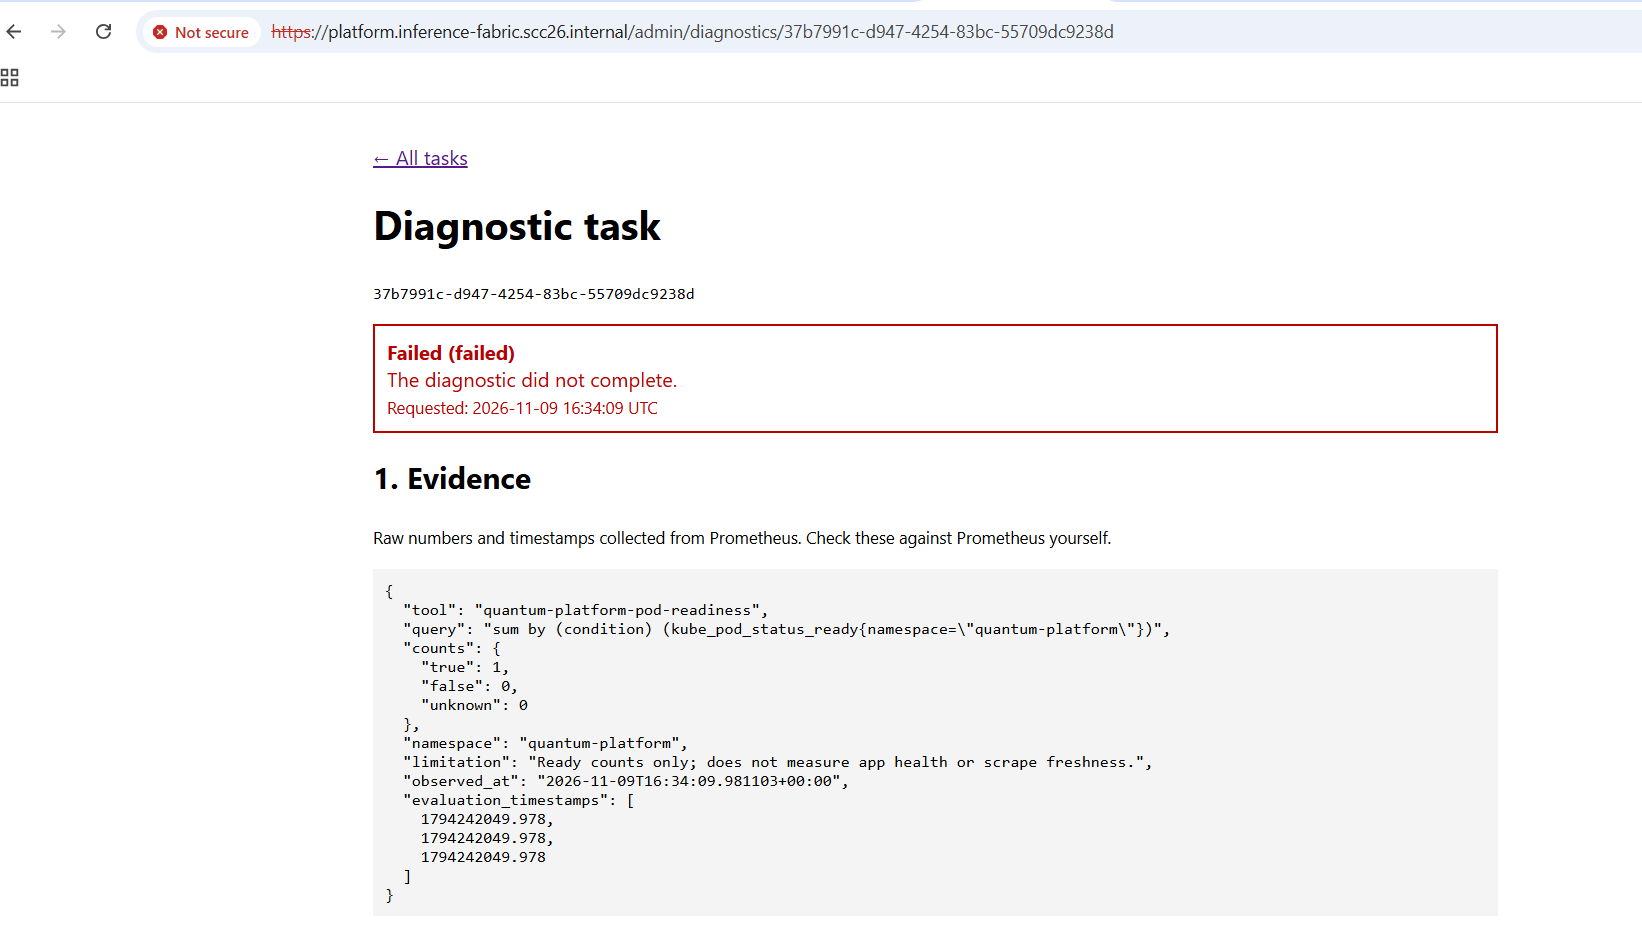 Not secure https://platform.inference-fabric.scc26.internal/admin/diagnostics/37b7991c-d947-4254-83bc-55709dc9238d
← All tasks
Diagnostic task
37b7991c-d947-4254-83bc-55709dc9238d
Failed (failed)
The diagnostic did not complete.
Requested: 2026-11-09 16:34:09 UTC
1. Evidence
Raw numbers and timestamps collected from Prometheus. Check these against Prometheus yourself.
{
  "tool": "quantum-platform-pod-readiness",
  "query": "sum by (condition) (kube_pod_status_ready{namespace=\"quantum-platform\"})",
  "counts": {
    "true": 1,
    "false": 0,
    "unknown": 0
  },
  "namespace": "quantum-platform",
  "limitation": "Ready counts only; does not measure app health or scrape freshness.",
  "observed_at": "2026-11-09T16:34:09.981103+00:00",
  "evaluation_timestamps": [
    1794242049.978,
    1794242049.978,
    1794242049.978
  ]
}